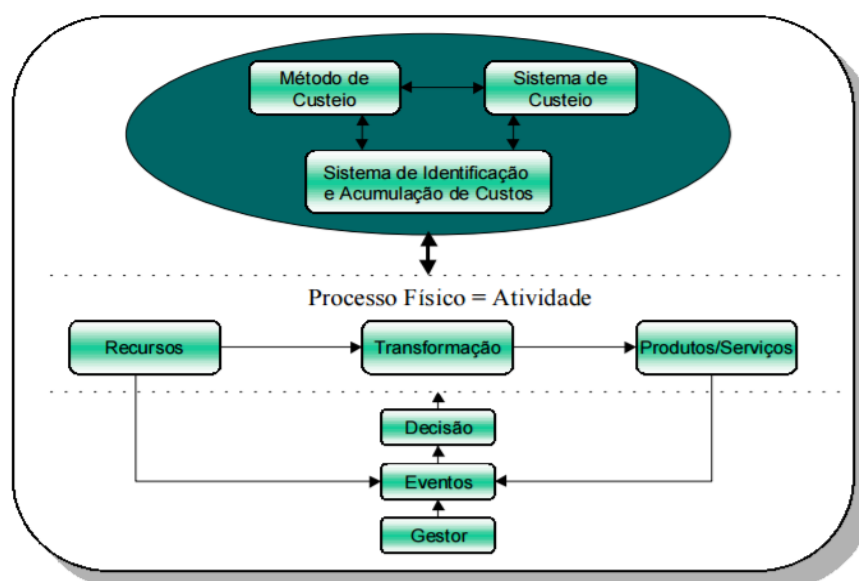 Método de
Custeio
Sistema de
Custeio
Sistema de Identificação
e Acumulação de Custos
Processo Físico = Atividade
Recursos
Transformação
Produtos/Serviços
Decisão
Eventos
Gestor